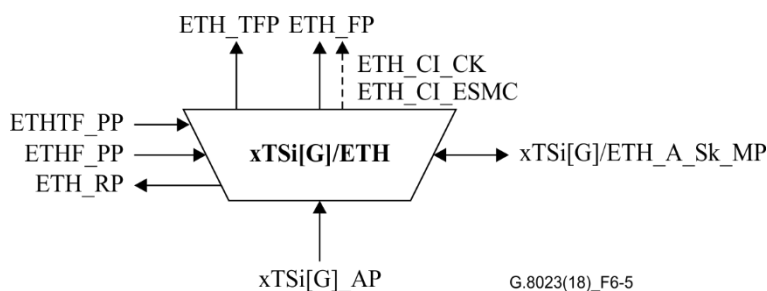 ETH_TFP ETH_FP
ETH_CI_CK
ETH_CI_ESMC
ETHTF_PP
ETHF_PP
ETH_RP
xTSi[G]/ETH
xTSi[G]/ETH_A_Sk_MP
xTSi[G]_AP
G.8023(18)_F6-5